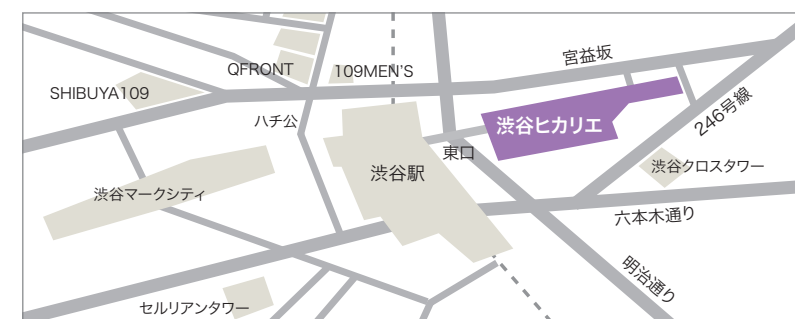 宮益坂
QFRONT
109MEN'S
SHIBUYA109
ハチ公
渋谷ヒカリエ
246号線
東口
渋谷駅
渋谷クロスタワー
渋谷マークシティ
六本木通り
明治通り
セルリアンタワー